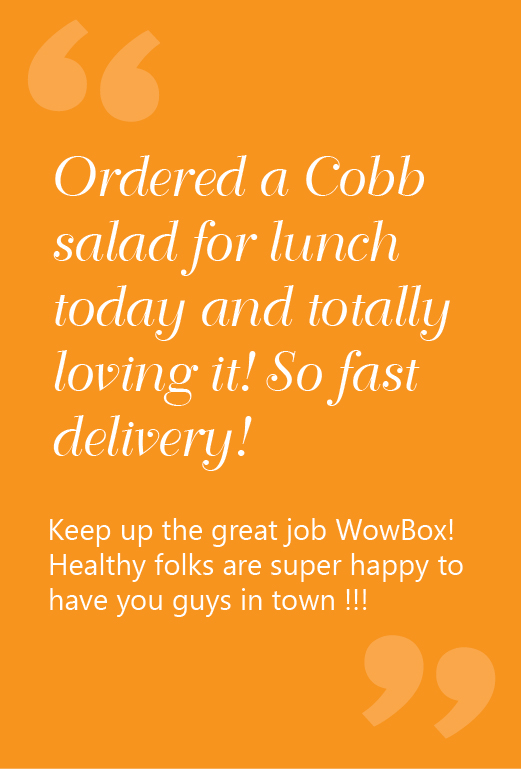 Ordered a Cobb
salad for lunch
today and totally
loving it! So fast
delivery!
Keep up the great job WowBox!
Healthy folks are super happy to
have you guys in town !!!